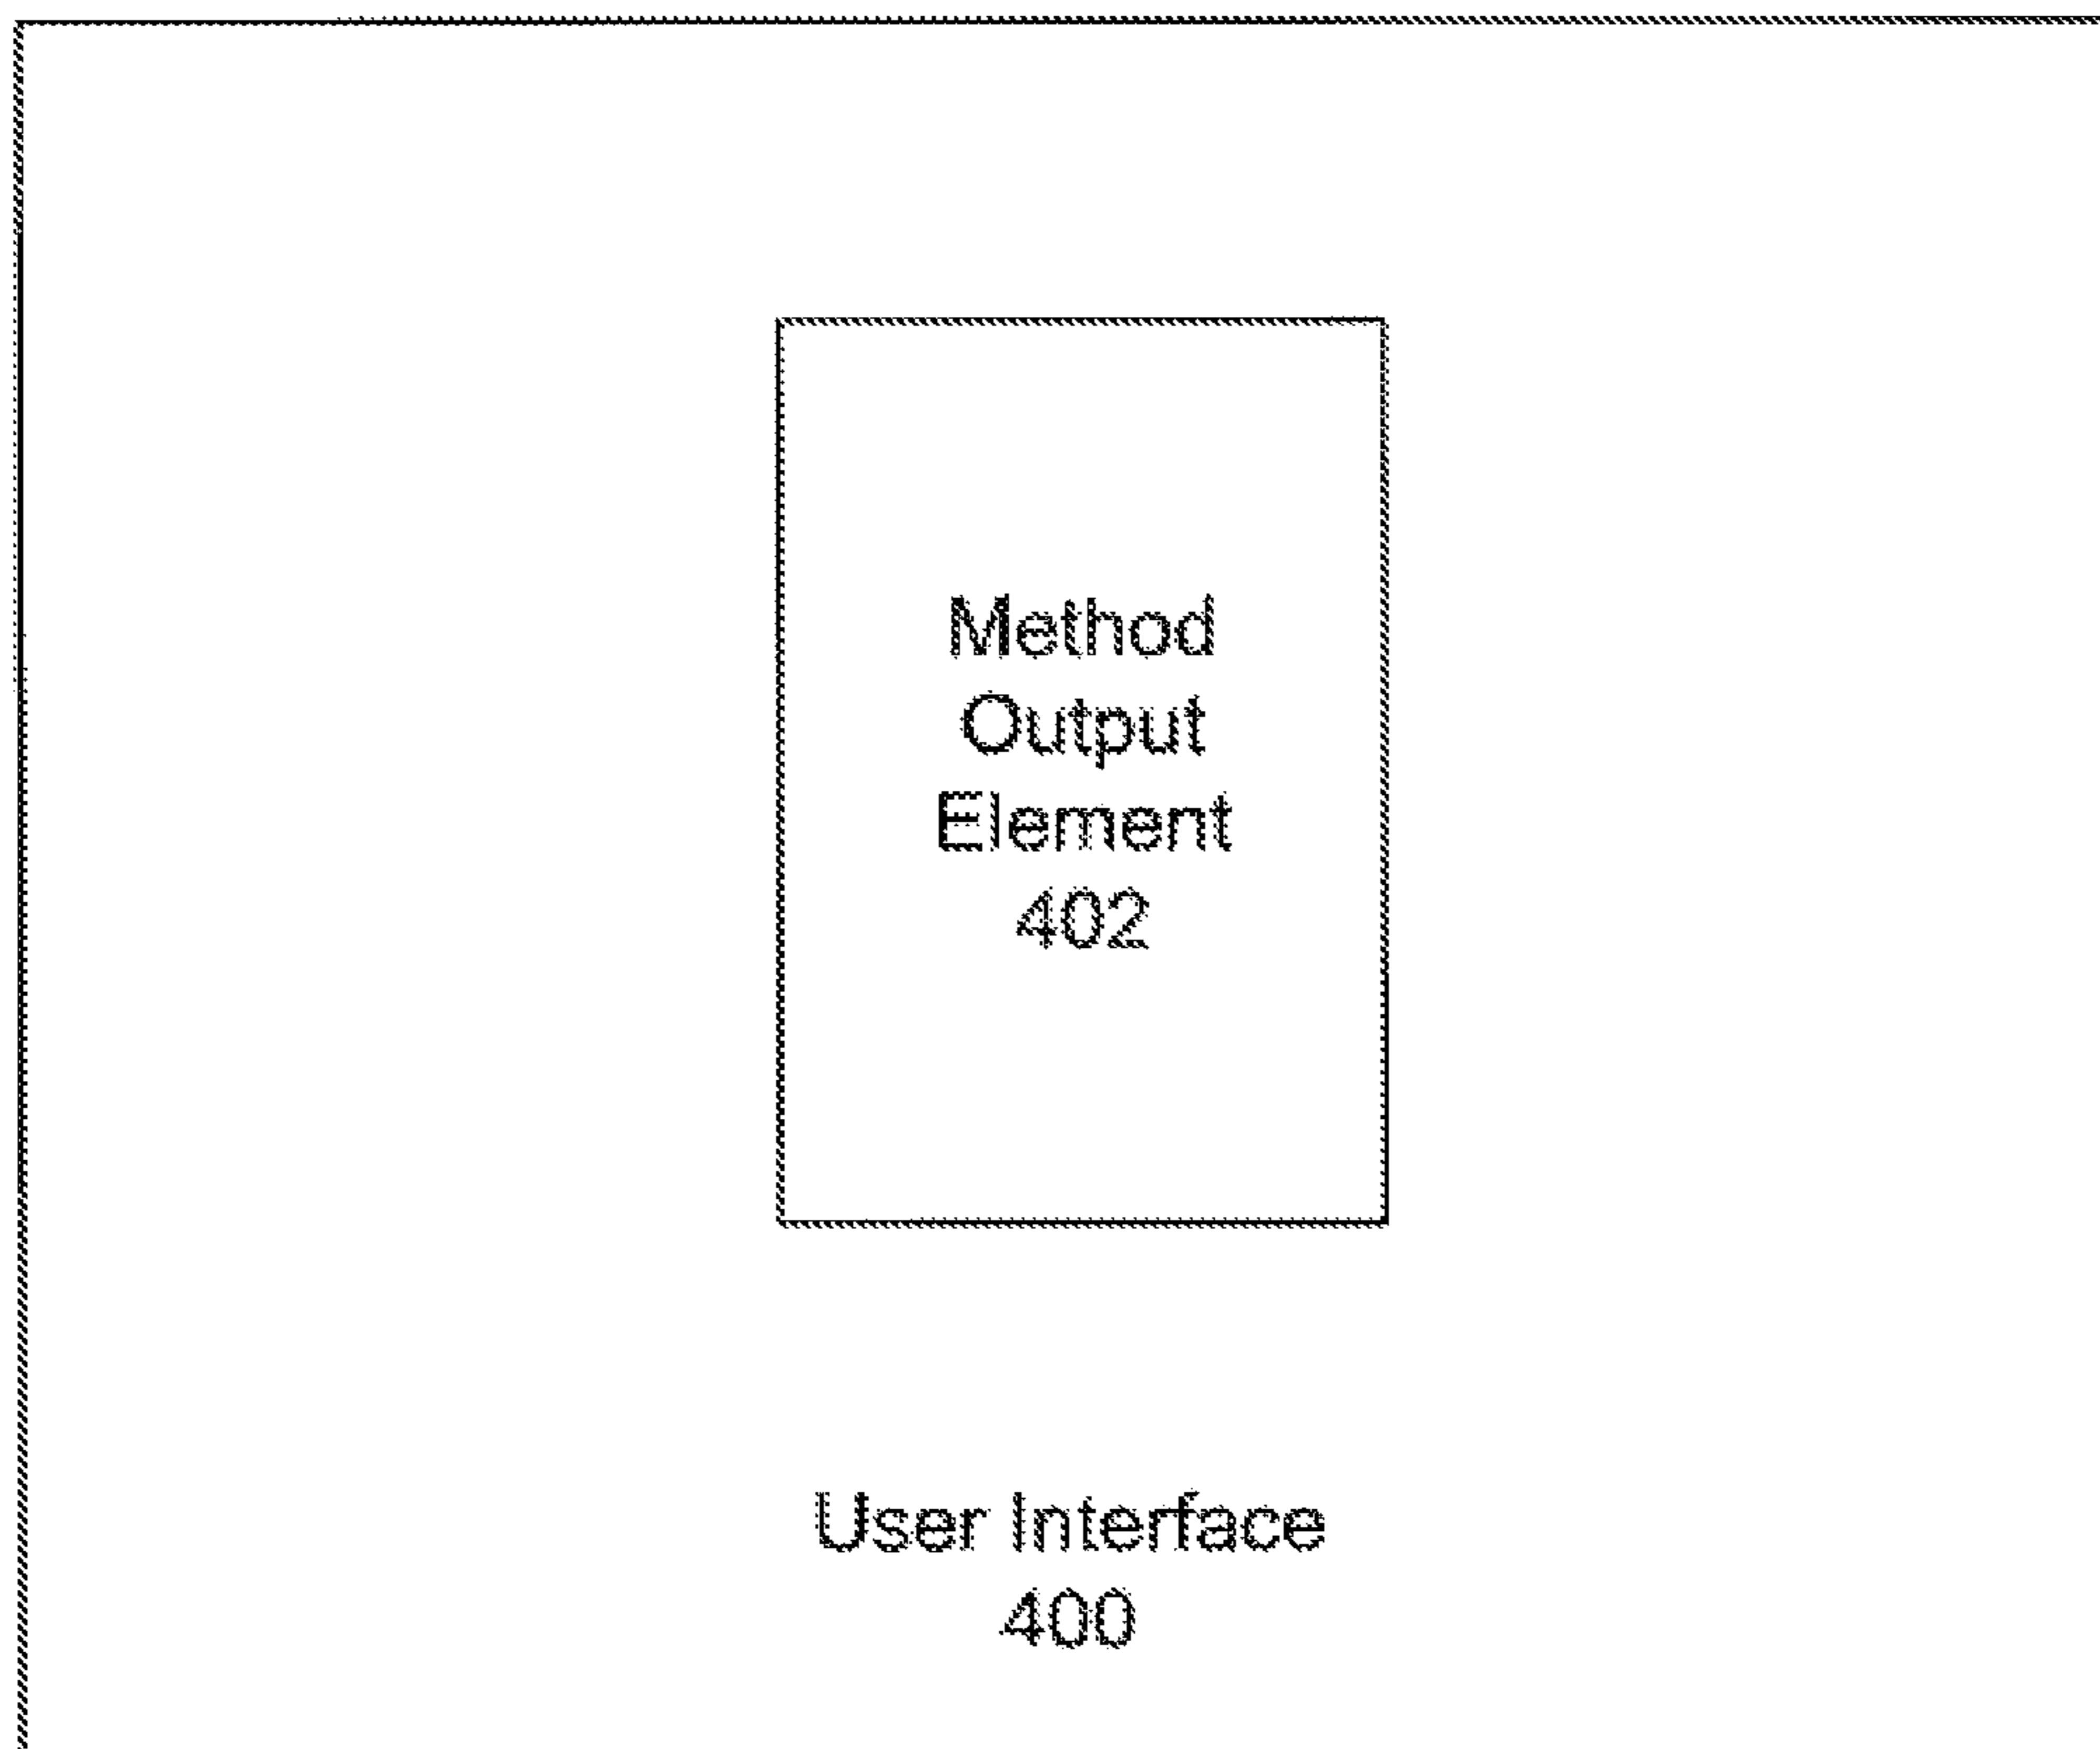 Method
Output
Element
402
User Interface
400